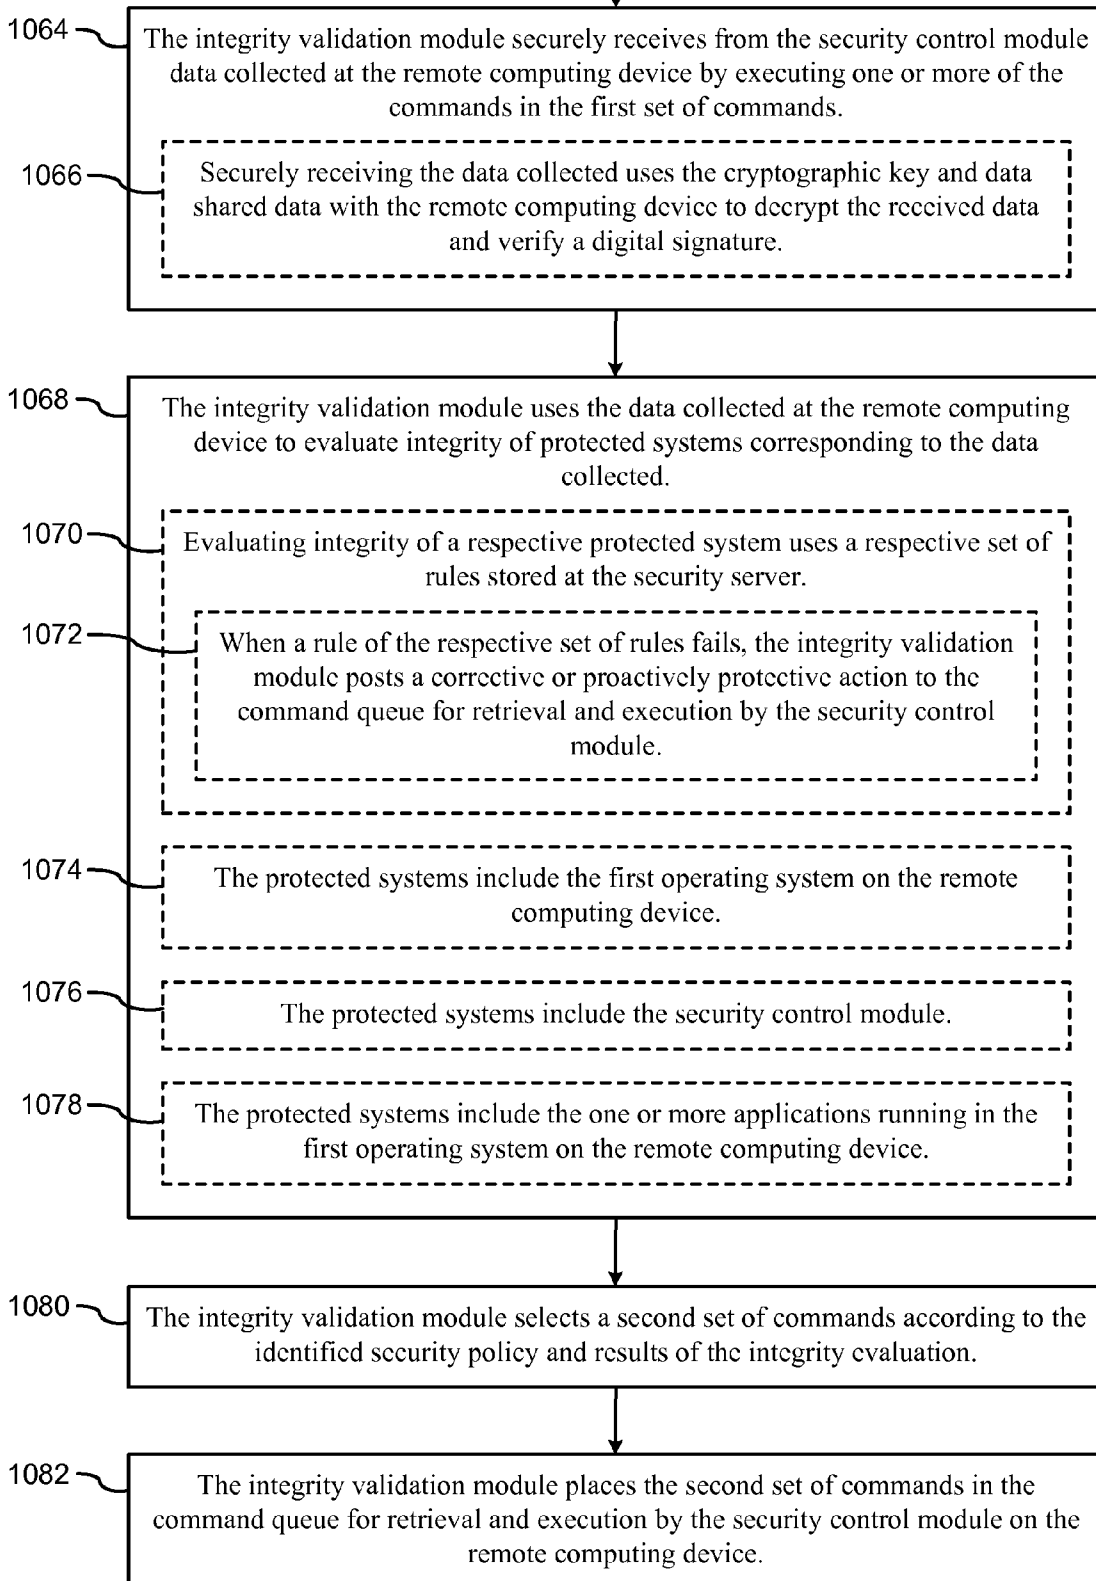 1064
The integrity validation module securely receives from the security control module
data collected at the remote computing device by executing one or more of the
commands in the first set of commands.
1066
Securely receiving the data collected uses the cryptographic key and data
shared data with the remote computing device to decrypt the received data
and verify a digital signature.
1068
The integrity validation module uses the data collected at the remote computing
device to evaluate integrity of protected systems corresponding to the data
collected.
1070
Evaluating integrity of a respective protected system uses a respective set of
rules stored at the security server.
1072
When a rule of the respective set of rules fails, the integrity validation
module posts a corrective or proactively protective action to the
command queue for retrieval and execution by the security control
module.
1074
The protected systems include the first operating system on the remote
computing device.
1076
The protected systems include the security control module.
1078
The protected systems include the one or more applications running in the
first operating system on the remote computing device.
1080
The integrity validation module selects a second set of commands according to the
identified security policy and results of the integrity evaluation.
1082
The integrity validation module places the second set of commands in the
command queue for retrieval and execution by the security control module on the
remote computing device.